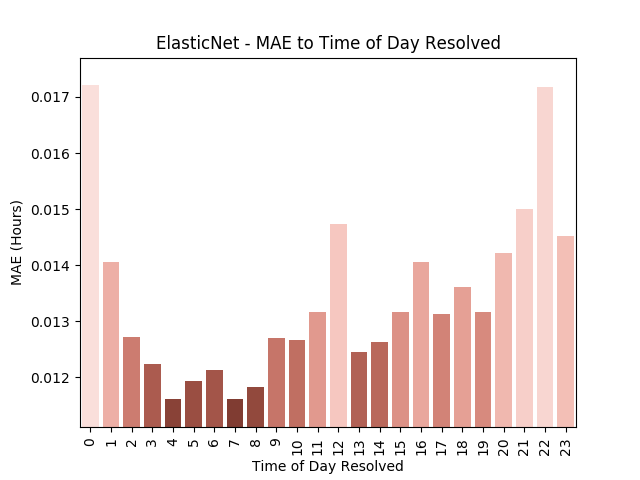 ElasticNet - MAE to Time of Day Resolved
0.017
0.016
0.015
0.014
0.013
0.012
MAE (Hours)
0 1 2 3 4 5 6 7 8 9 10 11 12 13 14 15 16 17 18 19 20 21 22 23
Time of Day Resolved